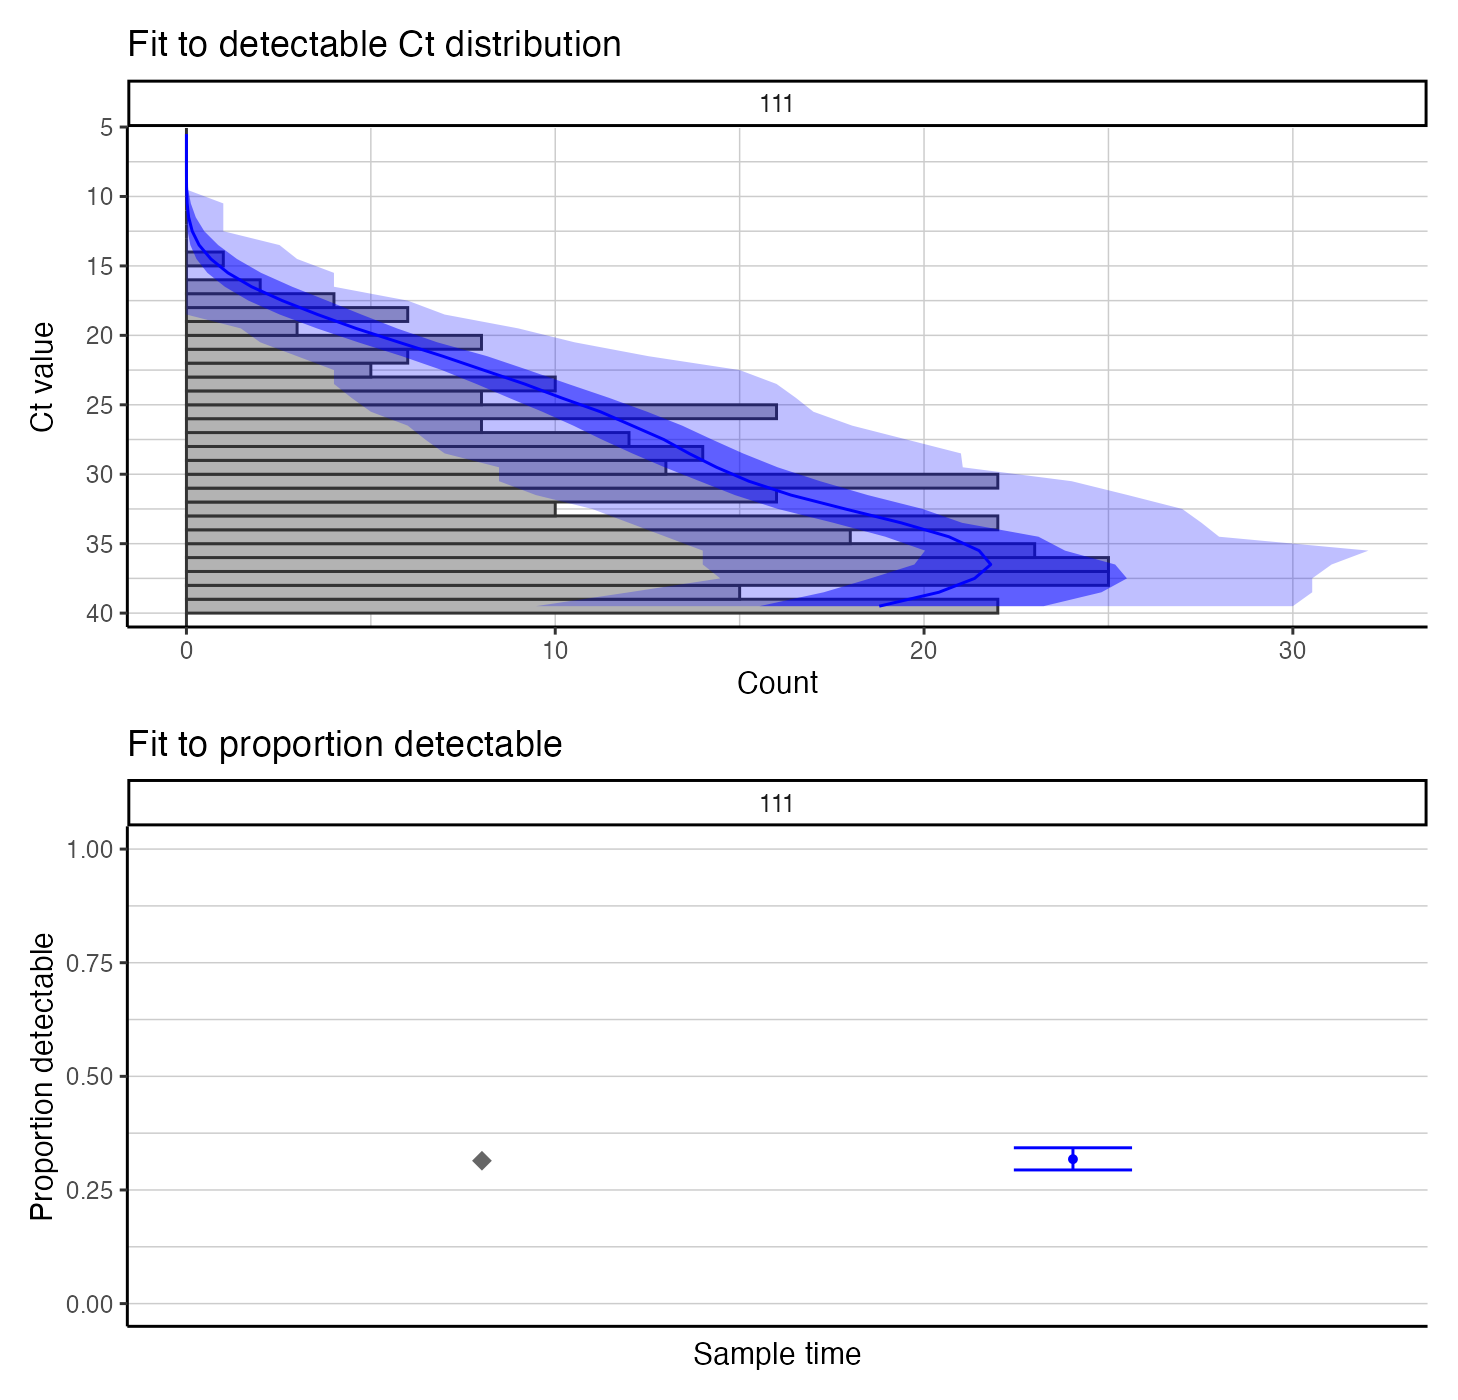 Fit to detectable Ct distribution
111
5
10
15
20
25
30
35
40
Ct value
0 10 20 30
Count
Fit to proportion detectable
111
1.00
0.75
0.50
0.25
0.00
Proportion detectable
Sample time